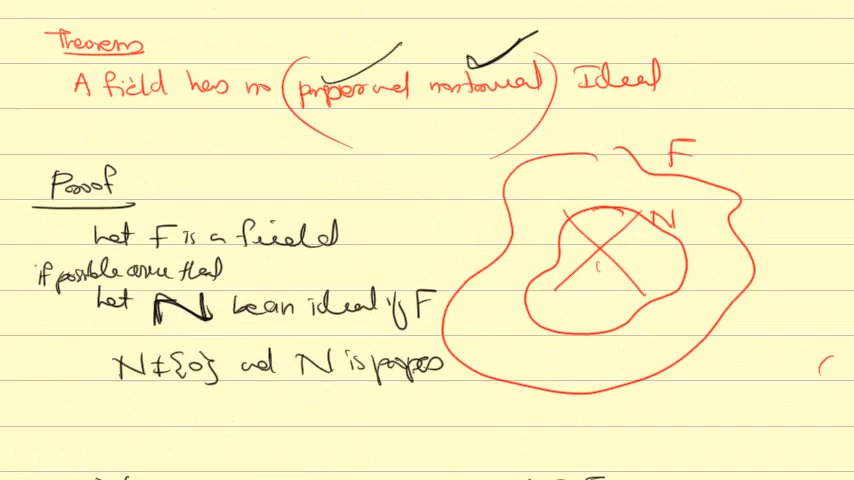 Theorem
A field has no (proper and nontrivial) Ideal
F
Proof
N
Let F is a field
if possible assume that
Let N be an ideal of F
N ≠ {0} and N is proper